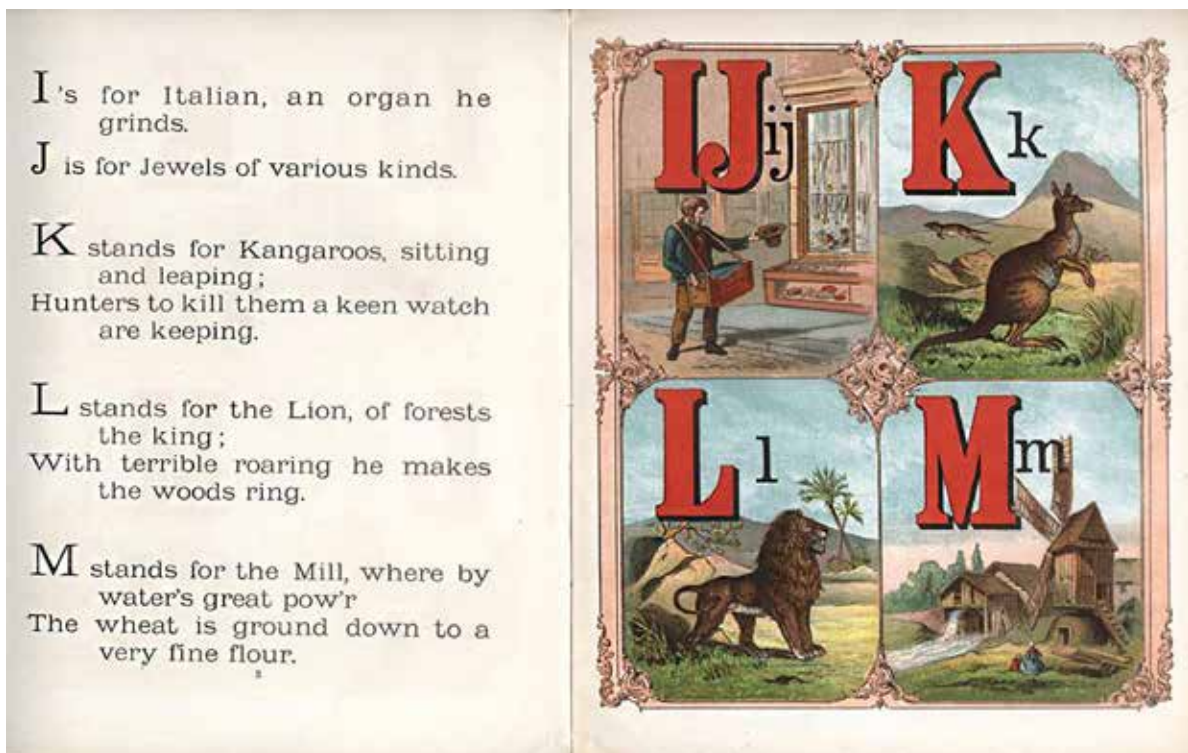 I's for Italian, an organ he
grinds.
J is for Jewels of various kinds.
K stands for Kangaroos, sitting
and leaping;
Hunters to kill them a keen watch
are keeping.
L stands for the Lion, of forests
the king;
With terrible roaring he makes
the woods ring.
M stands for the Mill, where by
water's great pow'r
The wheat is ground down to a
very fine flour.
IJ ij
K k
L l
M m